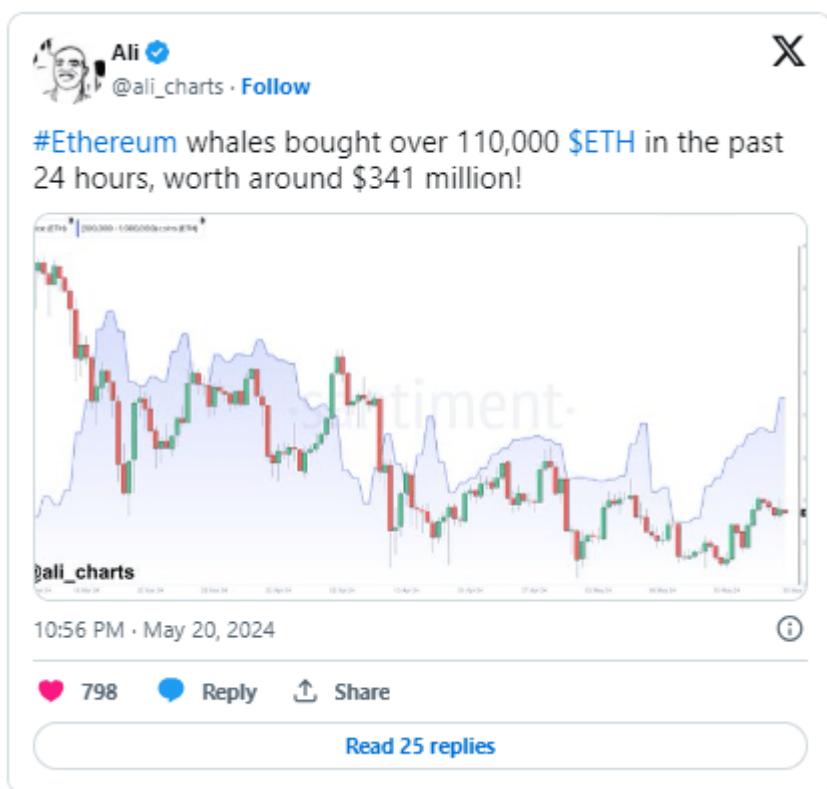 Ali
@ali_charts · Follow
#Ethereum whales bought over 110,000 $ETH in the past
24 hours, worth around $341 million!
·santiment·
@ali_charts
10:56 PM · May 20, 2024
798 Reply Share
Read 25 replies